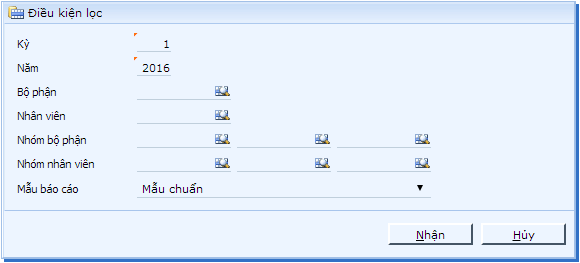 Điều kiện lọc
Kỳ 1
Năm 2016
Bộ phận
Nhân viên
Nhóm bộ phận
Nhóm nhân viên
Mẫu báo cáo Mẫu chuẩn
Nhận Hủy